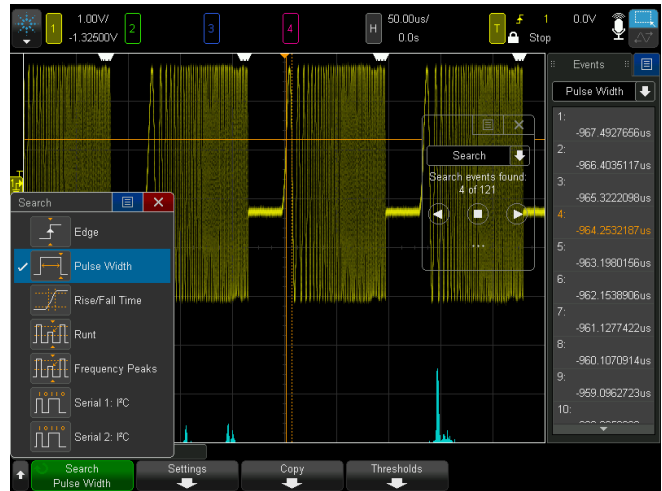 1 1.00V/ 2 3 4 H 50.00us/ T 1 0.0V
-1.32500V 0.0s Stop
Events
Pulse Width
1:
-967.4927656us
2:
-966.4035117us
3:
-965.3222098us
4:
-964.2532187us
5:
-963.1980156us
6:
-962.1538906us
7:
-961.1277422us
8:
-960.1070914us
9:
-959.0962723us
10:
Search
Search events found:
4 of 121
...
Search
Edge
Pulse Width
Rise/Fall Time
Runt
Frequency Peaks
Serial 1: I²C
Serial 2: I²C
Search
Pulse Width
Settings
Copy
Thresholds